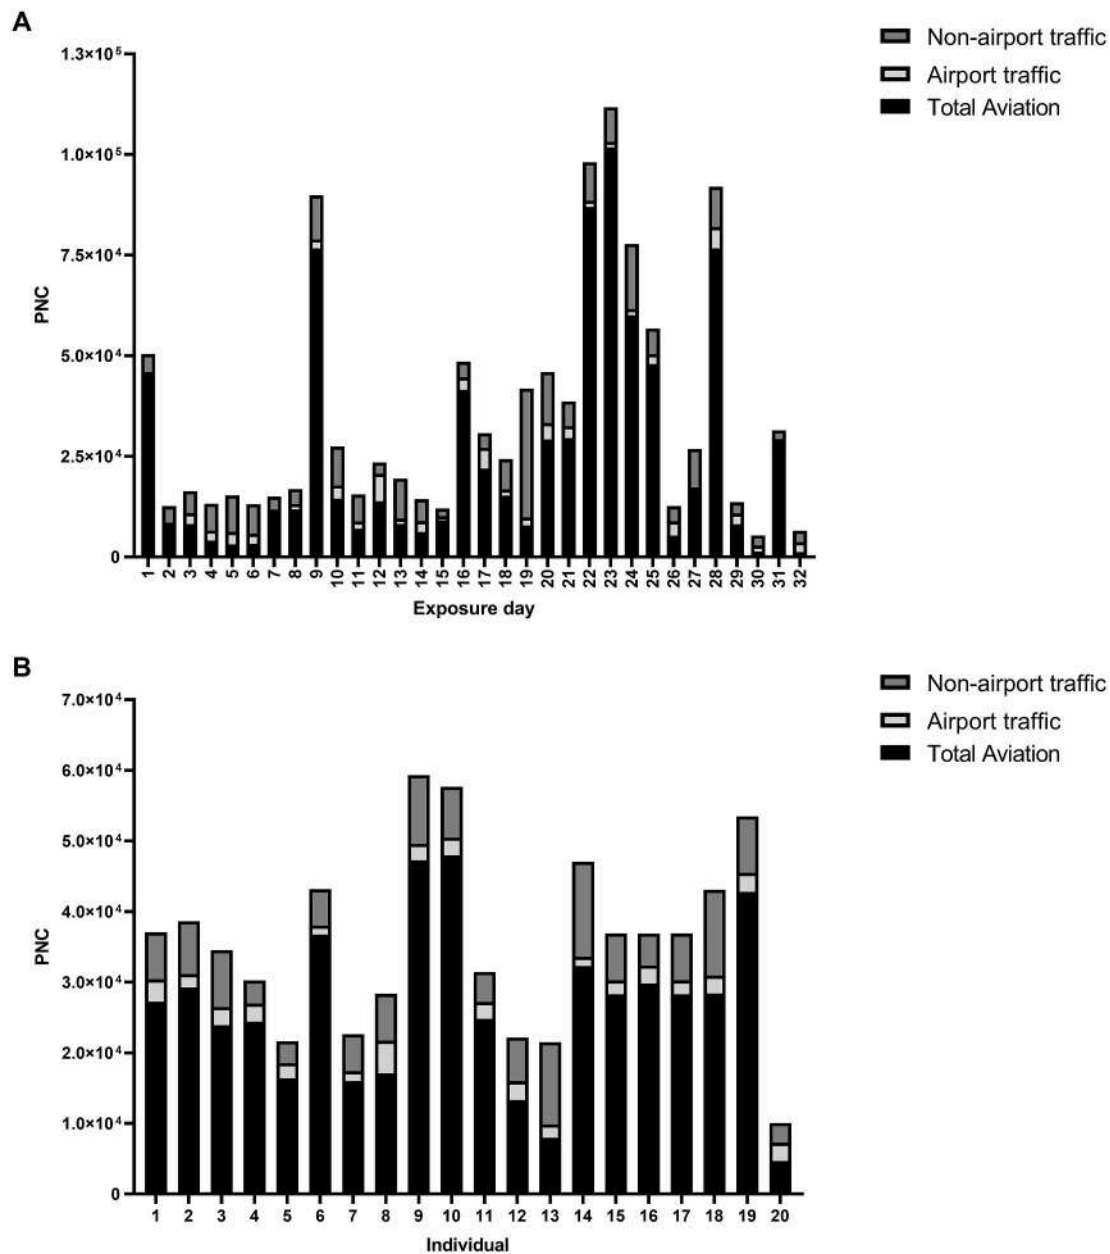 A
Non-airport traffic
Airport traffic
Total Aviation
1.3×10⁵
1.0×10⁵
7.5×10⁴
5.0×10⁴
2.5×10⁴
0
PNC
1 2 3 4 5 6 7 8 9 10 11 12 13 14 15 16 17 18 19 20 21 22 23 24 25 26 27 28 29 30 31 32
Exposure day
B
Non-airport traffic
Airport traffic
Total Aviation
7.0×10⁴
6.0×10⁴
5.0×10⁴
4.0×10⁴
3.0×10⁴
2.0×10⁴
1.0×10⁴
0
PNC
1 2 3 4 5 6 7 8 9 10 11 12 13 14 15 16 17 18 19 20
Individual